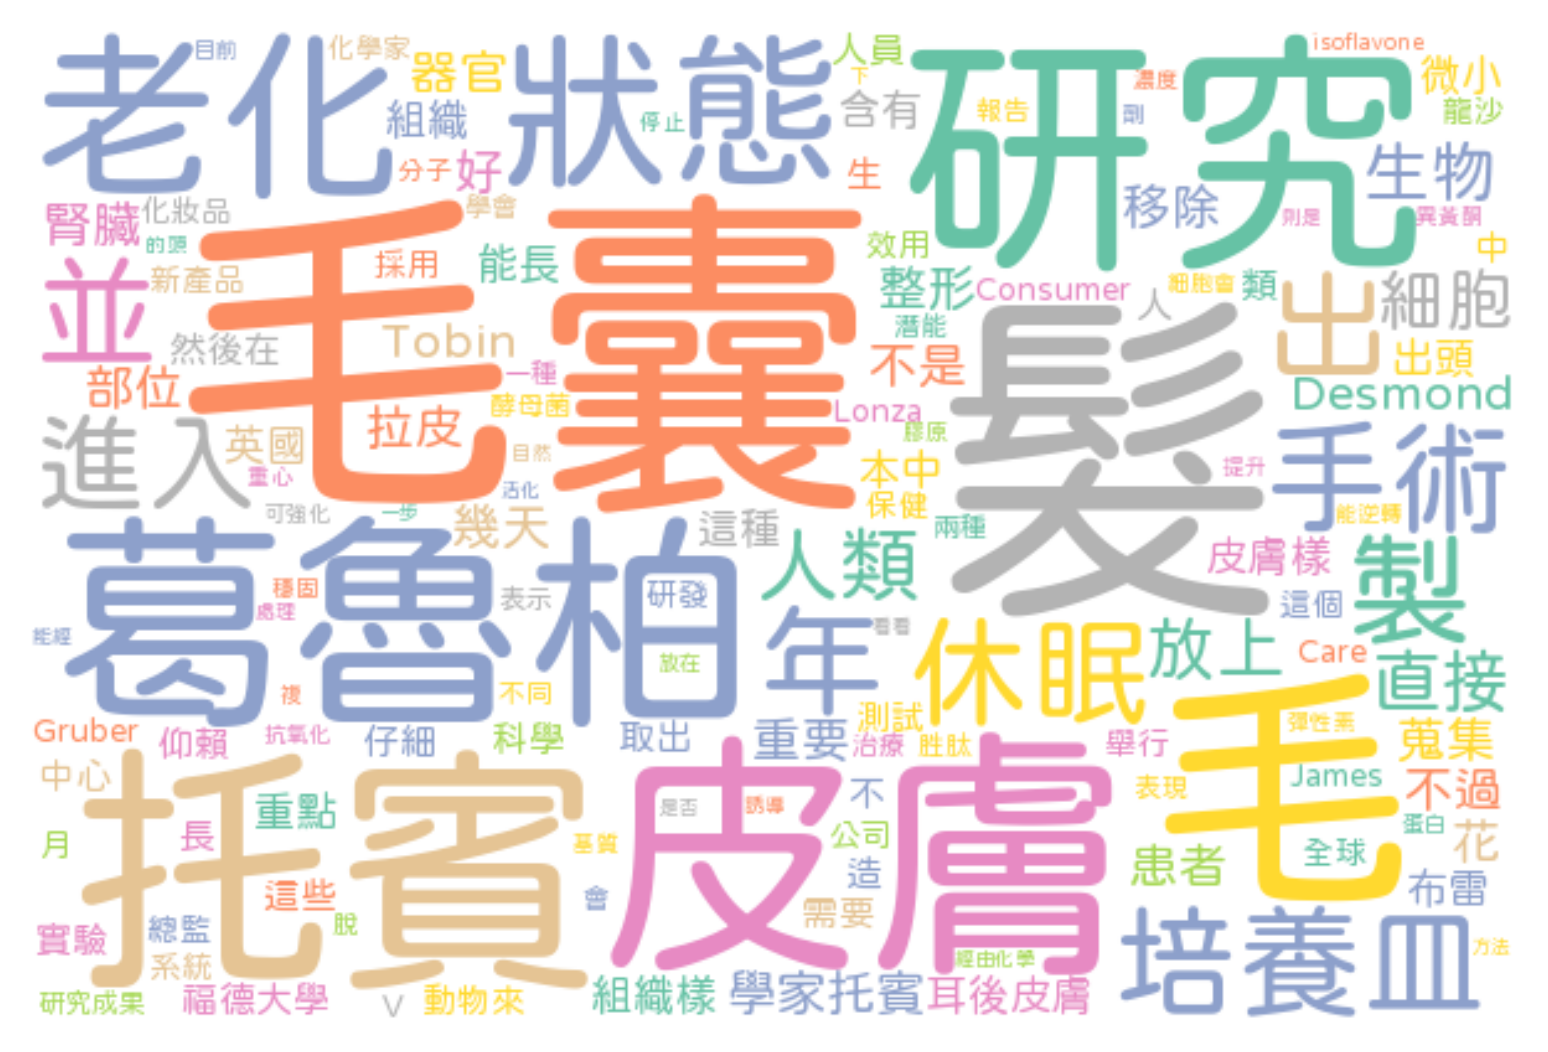 老化
目前
化學家
器官
狀態
人員
下
研究
isoflavone
微小
組織
停止
含有
報告
濃度
劑
龍沙
分子
好
生
移除
生物
腎臟
化妝品
的頭
毛囊
學會
採用
能長
效用
則是
異黃酮
中
並
新產品
整形
Consumer
細胞會
類
出
細胞
然後在
Tobin
潛能
人
髮
部位
一種
不是
出頭
拉皮
酵母菌
Lonza
膠原
Desmond
進入
英國
重心
自然
本中
提升
手術
可強化
一步
活化
保健
能逆轉
幾天
這種
兩種
葛魯柏
人類
皮膚樣
製
穩固
處理
表示
研發
這個
能經
年
看看
休眠
放上
Care
直接
放在
複
不同
Gruber
仰賴
抗氧化
仔細
科學
取出
重要
測試
治療
胜肽
舉行
毛
彈性素
蒐集
中心
托賓
皮膚
表現
James
不過
重點
是否
誘導
不
月
長
基質
公司
蛋白
花
患者
全球
造
布雷
這些
脫
會
需要
實驗
總監
系統
培養皿
方法
經由化學
研究成果
福德大學
V
動物來
組織樣
學家托賓
耳後皮膚